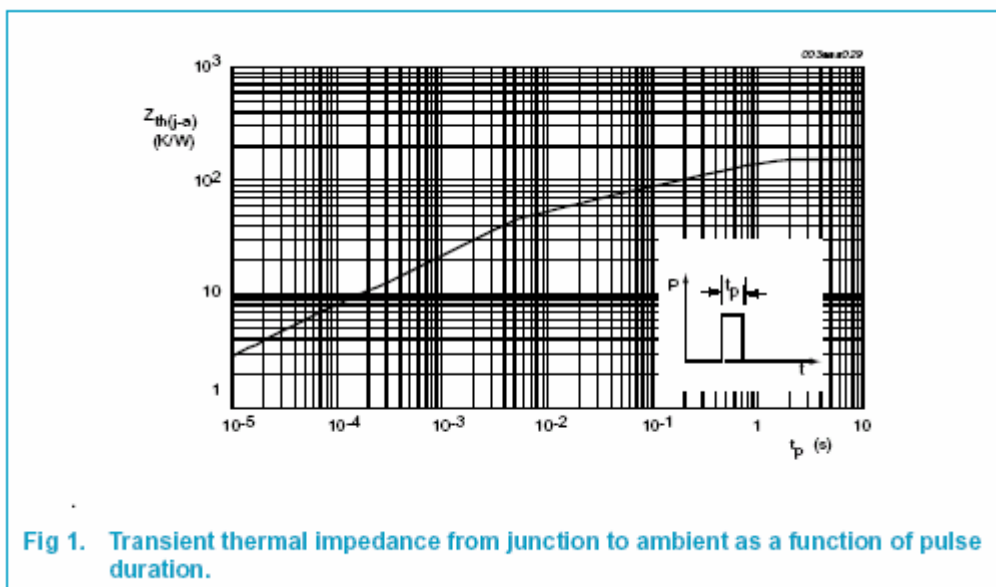 003aaa029
10³
Z_th(j-a)
(K/W)
10²
10
1
P
t_p
t
10⁻⁵ 10⁻⁴ 10⁻³ 10⁻² 10⁻¹ 1 10
t_p (s)
Fig 1. Transient thermal impedance from junction to ambient as a function of pulse
duration.